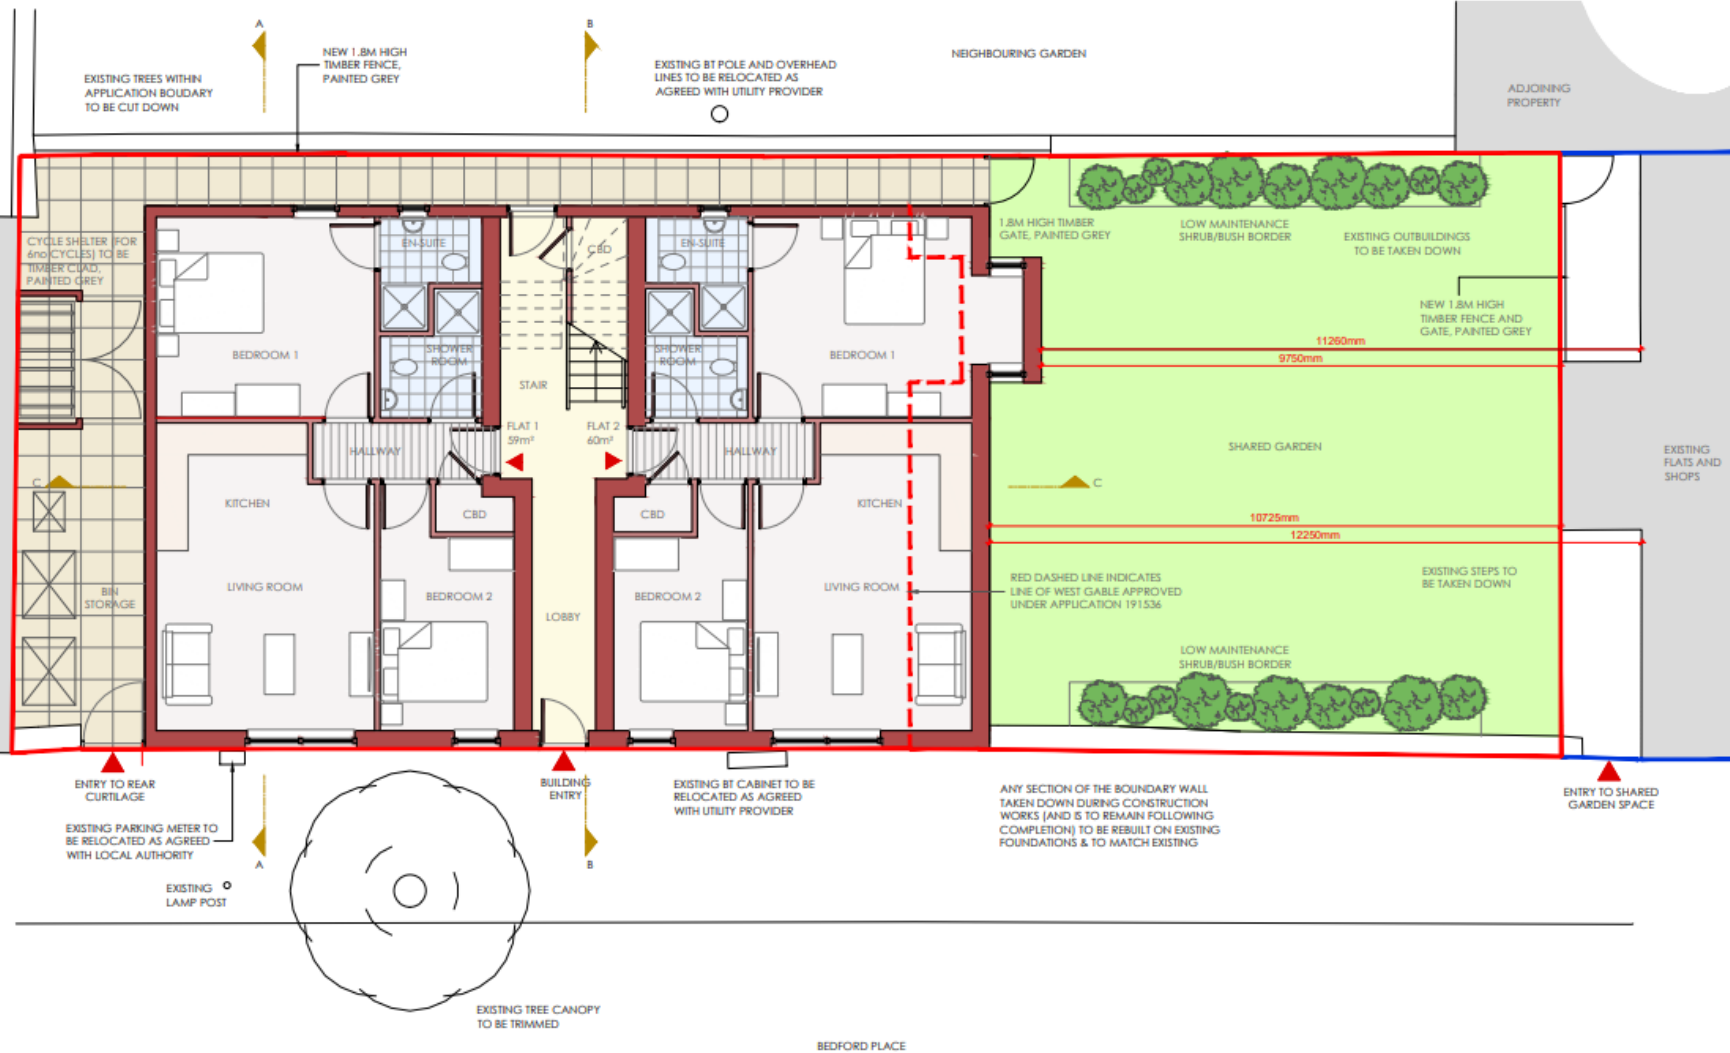 A
B
NEW 1.8M HIGH
TIMBER FENCE,
PAINTED GREY
EXISTING TREES WITHIN
APPLICATION BOUDARY
TO BE CUT DOWN
EXISTING BT POLE AND OVERHEAD
LINES TO BE RELOCATED AS
AGREED WITH UTILITY PROVIDER
NEIGHBOURING GARDEN
ADJOINING
PROPERTY
CYCLE SHELTER (FOR
6no CYCLES) TO BE
TIMBER CLAD,
PAINTED GREY
EN-SUITE
CBD
EN-SUITE
1.8M HIGH TIMBER
GATE, PAINTED GREY
LOW MAINTENANCE
SHRUB/BUSH BORDER
EXISTING OUTBUILDINGS
TO BE TAKEN DOWN
NEW 1.8M HIGH
TIMBER FENCE AND
GATE, PAINTED GREY
11260mm
9750mm
BEDROOM 1
SHOWER
ROOM
STAIR
SHOWER
ROOM
BEDROOM 1
FLAT 1
59m²
FLAT 2
60m²
HALLWAY
HALLWAY
SHARED GARDEN
EXISTING
FLATS AND
SHOPS
C
C
KITCHEN
CBD
CBD
KITCHEN
10725mm
12250mm
BIN
STORAGE
LIVING ROOM
BEDROOM 2
LOBBY
BEDROOM 2
LIVING ROOM
RED DASHED LINE INDICATES
LINE OF WEST GABLE APPROVED
UNDER APPLICATION 191536
EXISTING STEPS TO
BE TAKEN DOWN
LOW MAINTENANCE
SHRUB/BUSH BORDER
ENTRY TO REAR
CURTILAGE
BUILDING
ENTRY
EXISTING BT CABINET TO BE
RELOCATED AS AGREED
WITH UTILITY PROVIDER
ANY SECTION OF THE BOUNDARY WALL
TAKEN DOWN DURING CONSTRUCTION
WORKS (AND IS TO REMAIN FOLLOWING
COMPLETION) TO BE REBUILT ON EXISTING
FOUNDATIONS & TO MATCH EXISTING
ENTRY TO SHARED
GARDEN SPACE
EXISTING PARKING METER TO
BE RELOCATED AS AGREED
WITH LOCAL AUTHORITY
A
B
EXISTING
LAMP POST
EXISTING TREE CANOPY
TO BE TRIMMED
BEDFORD PLACE